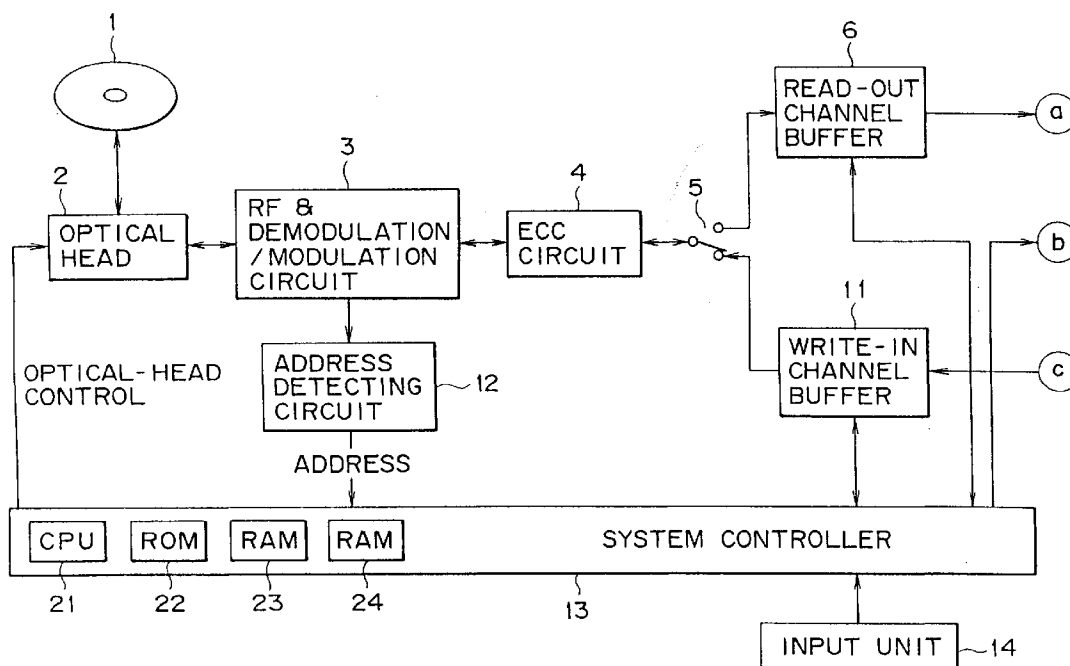 1
6
READ-OUT
CHANNEL
BUFFER
a
2
OPTICAL
HEAD
3
RF &
DEMODULATION
/MODULATION
CIRCUIT
4
ECC
CIRCUIT
5
b
11
WRITE-IN
CHANNEL
BUFFER
c
OPTICAL-HEAD
CONTROL
ADDRESS
DETECTING
CIRCUIT
12
ADDRESS
CPU
ROM
RAM
RAM
SYSTEM CONTROLLER
21
22
23
24
13
INPUT UNIT
14